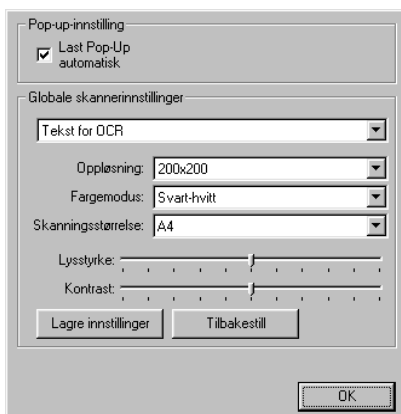 Pop-up-innstilling
Last Pop-Up
automatisk
Globale skannerinnstillinger
Tekst for OCR
Oppløsning: 200x200
Fargemodus: Svart-hvitt
Skanningsstørrelse: A4
Lysstyrke:
Kontrast:
Lagre innstillinger Tilbakestill
OK